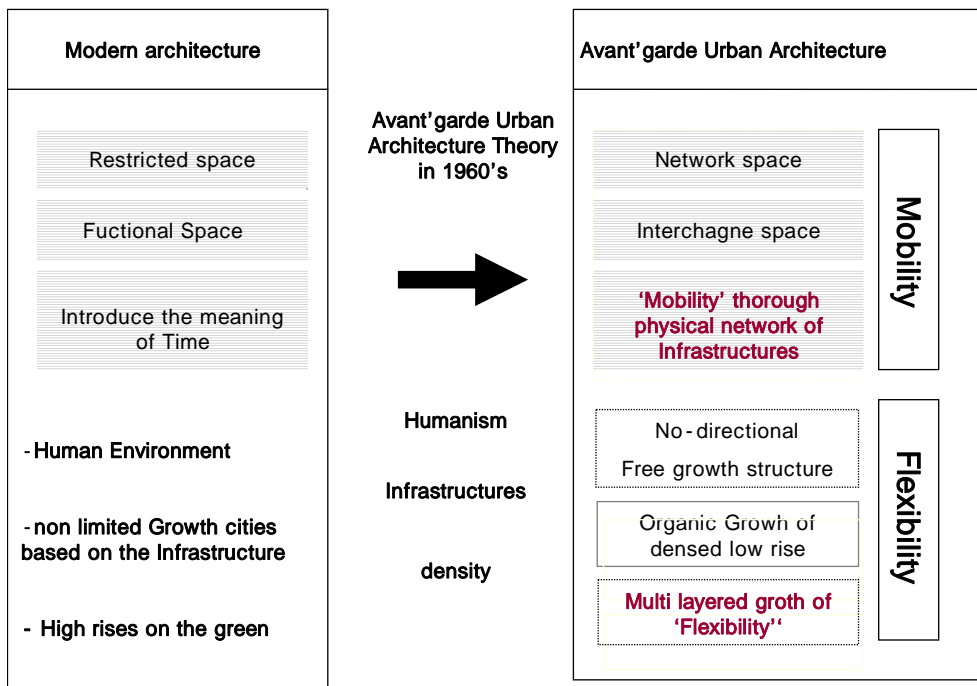 Modern architecture
Restricted space
Fuctional Space
Introduce the meaning
of Time
-Human Environment
-non limited Growth cities
based on the Infrastructure
- High rises on the green
Avant'garde Urban
Architecture Theory
in 1960's
Humanism
Infrastructures
density
Avant'garde Urban Architecture
Network space
Interchagne space
'Mobility' thorough
physical network of
Infrastructures
Mobility
No-directional
Free growth structure
Organic Growh of
densed low rise
Multi layered groth of
'Flexibility''
Flexibility